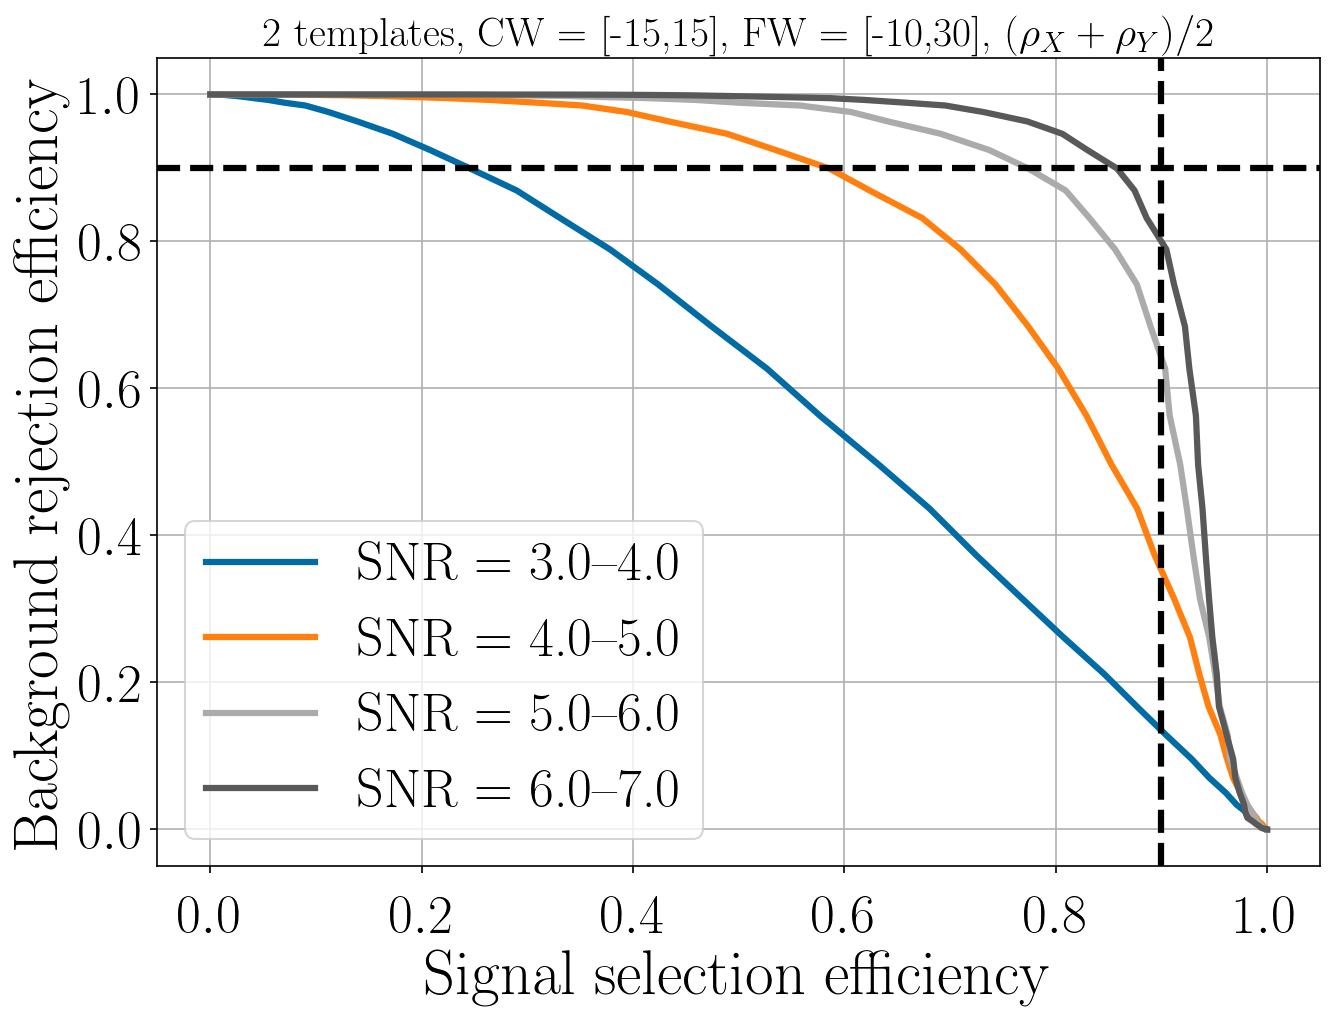 2 templates, CW = [-15,15], FW = [-10,30], (ρ_X + ρ_Y)/2
Background rejection efficiency
1.0
0.8
0.6
0.4
0.2
0.0
SNR = 3.0–4.0
SNR = 4.0–5.0
SNR = 5.0–6.0
SNR = 6.0–7.0
0.0 0.2 0.4 0.6 0.8 1.0
Signal selection efficiency